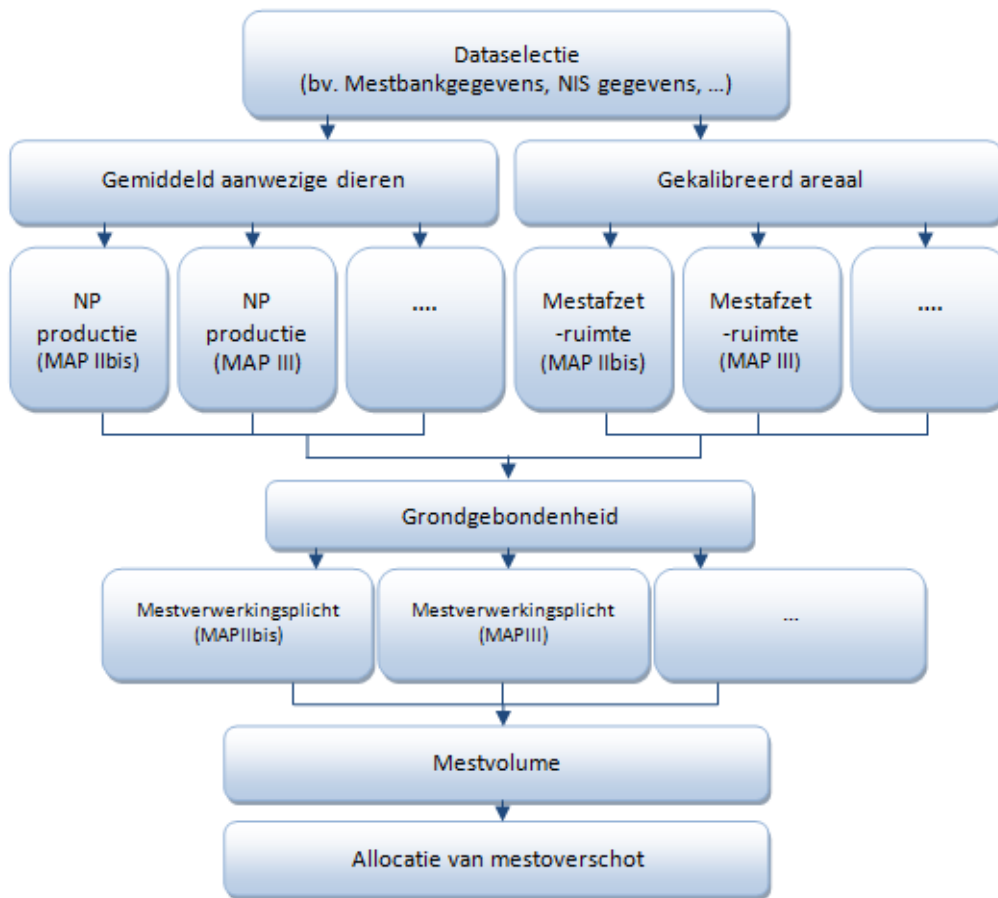 Dataselectie
(bv. Mestbankgegevens, NIS gegevens, ...)
Gemiddeld aanwezige dieren
Gekalibreerd areaal
NP
productie
(MAP IIbis)
NP
productie
(MAP III)
....
Mestafzet
-ruimte
(MAP IIbis)
Mestafzet
-ruimte
(MAP III)
....
Grondgebondenheid
Mestverwerkingsplicht
(MAPIIbis)
Mestverwerkingsplicht
(MAPIII)
...
Mestvolume
Allocatie van mestoverschot